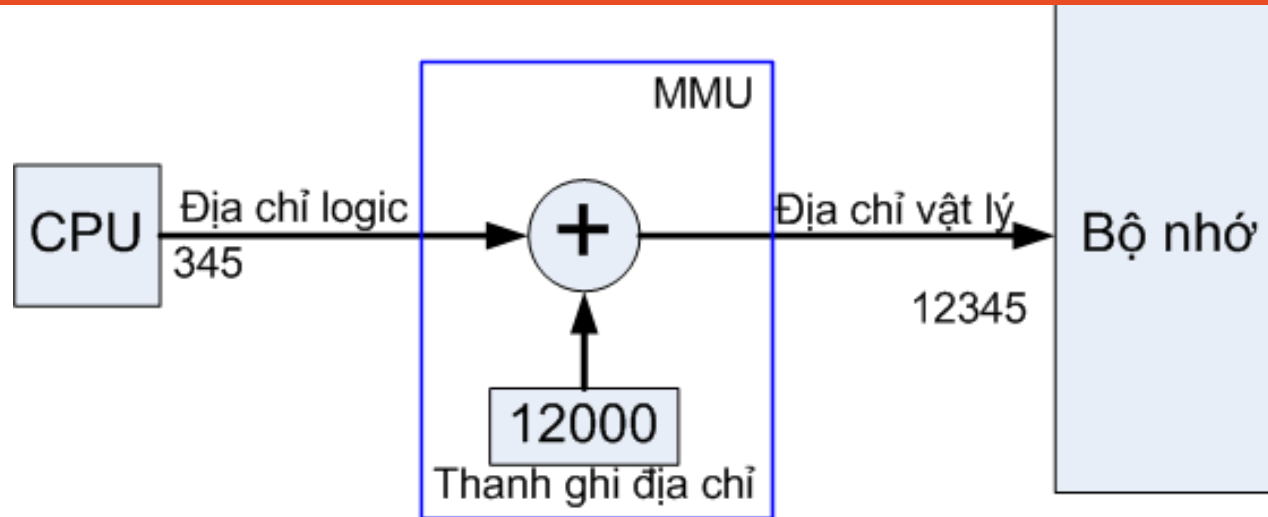 MMU
CPU
Địa chỉ logic
345
+
Địa chỉ vật lý
12345
Bộ nhớ
12000
Thanh ghi địa chỉ